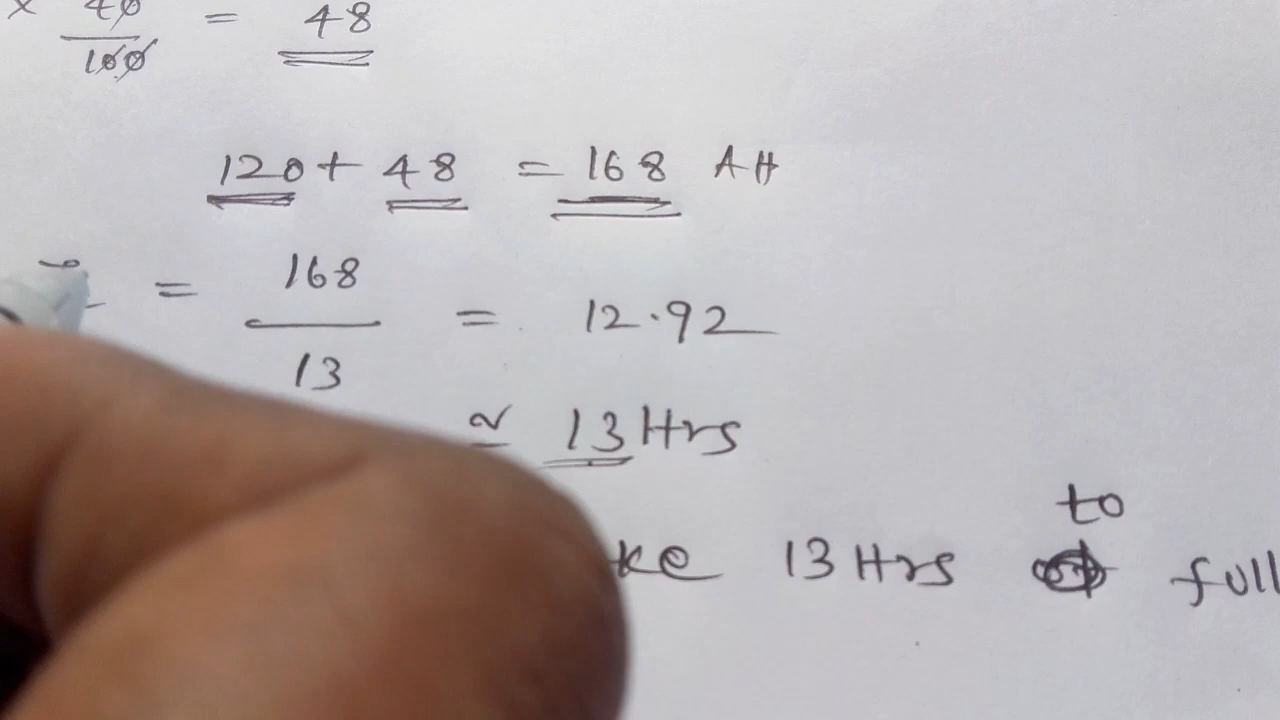 × 40/100 = 48
120 + 48 = 168 AH
= 168/13 = 12.92
≃ 13 Hrs
ke 13 Hrs to full